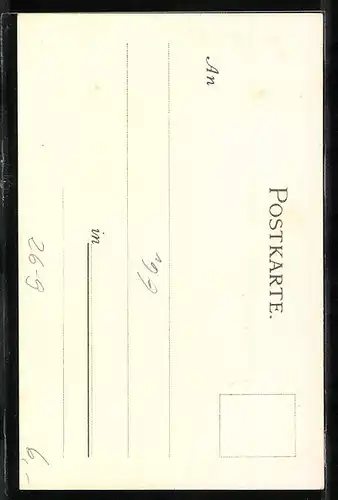 POSTKARTE.
An
in
26-9
6,-